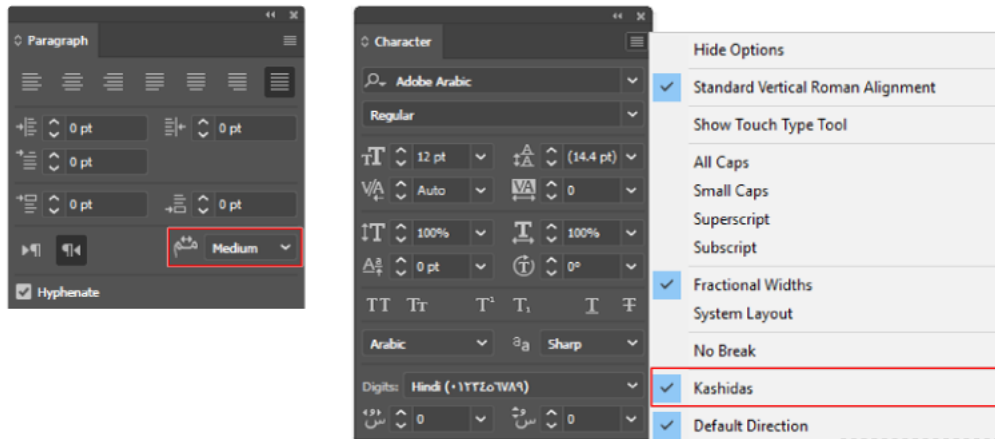 Paragraph
0 pt 0 pt
0 pt
0 pt 0 pt
Medium
Hyphenate
Character
Adobe Arabic
Regular
12 pt (14.4 pt)
Auto 0
100% 100%
0 pt 0°
TT Tr T¹ T₁ T Ŧ
Arabic aa Sharp
Digits: Hindi (٠١٢٣٤٥٦٧٨٩)
0 0
Hide Options
Standard Vertical Roman Alignment
Show Touch Type Tool
All Caps
Small Caps
Superscript
Subscript
Fractional Widths
System Layout
No Break
Kashidas
Default Direction